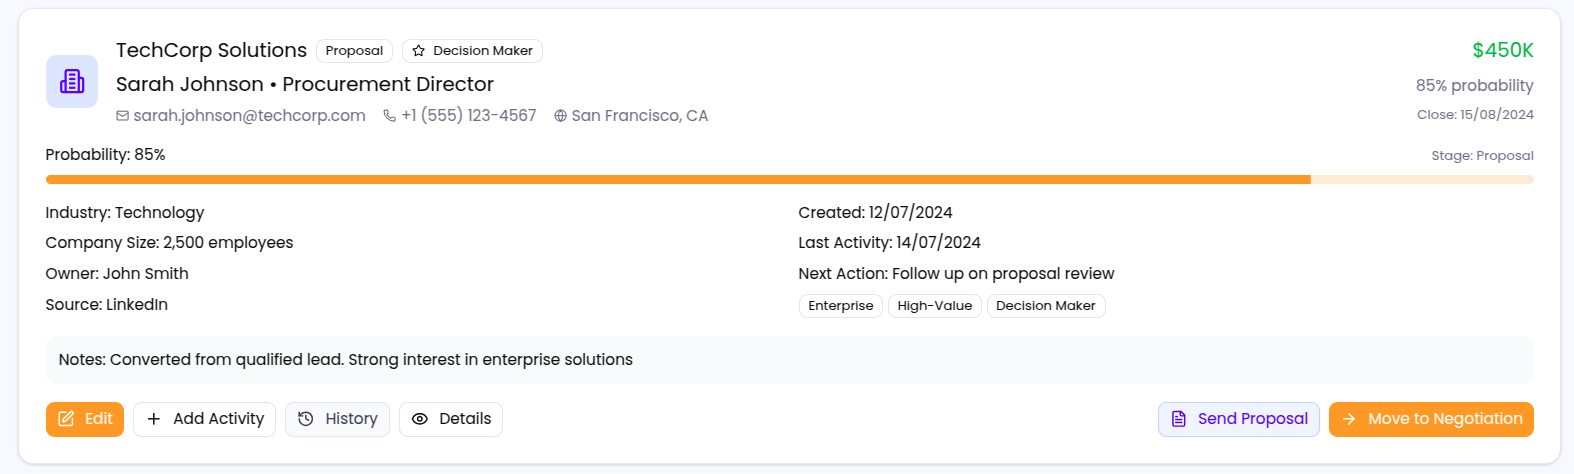 TechCorp Solutions Proposal Decision Maker $450K
Sarah Johnson • Procurement Director 85% probability
sarah.johnson@techcorp.com +1 (555) 123-4567 San Francisco, CA Close: 15/08/2024
Probability: 85% Stage: Proposal
Industry: Technology Created: 12/07/2024
Company Size: 2,500 employees Last Activity: 14/07/2024
Owner: John Smith Next Action: Follow up on proposal review
Source: LinkedIn Enterprise High-Value Decision Maker
Notes: Converted from qualified lead. Strong interest in enterprise solutions
Edit Add Activity History Details Send Proposal Move to Negotiation